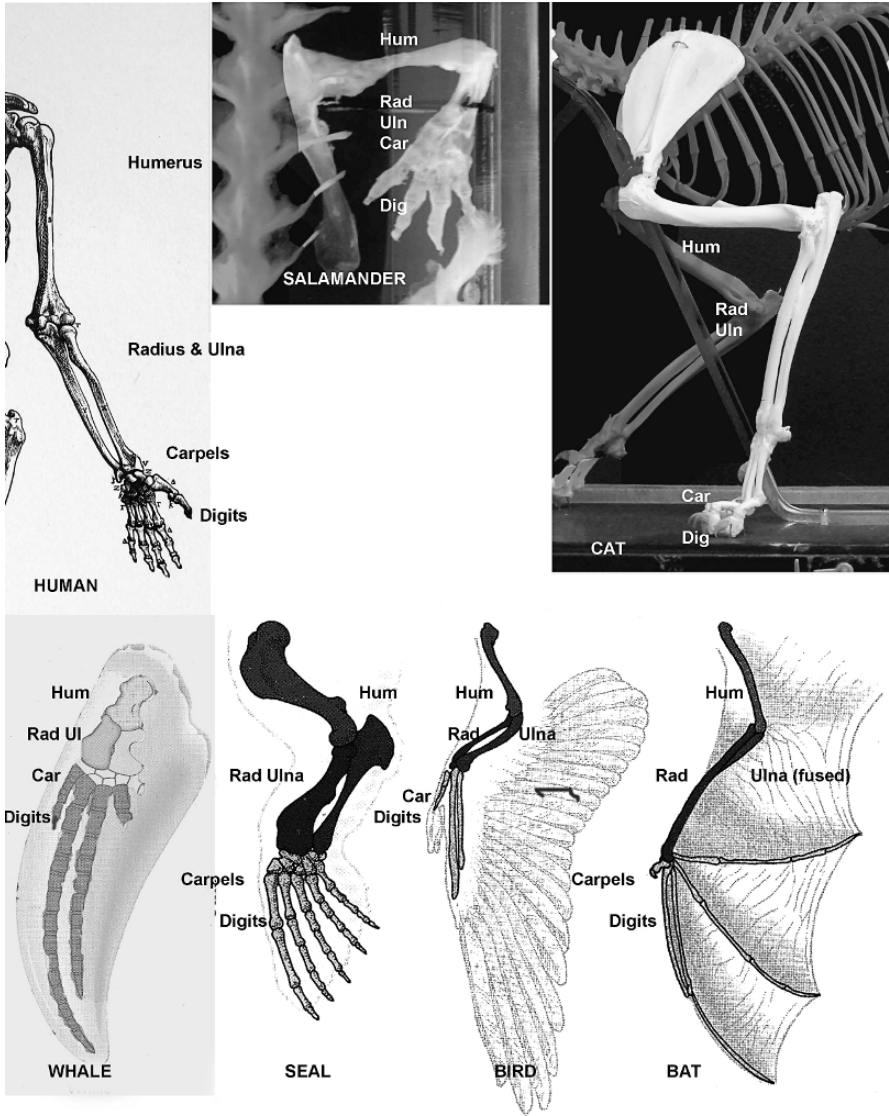 Hum
Rad
Uln
Car
Dig
SALAMANDER
Humerus
Radius & Ulna
Carpels
Digits
HUMAN
Hum
Rad
Uln
Car
Dig
CAT
Hum
Rad Ul
Car
Digits
WHALE
Hum
Rad Ulna
Carpels
Digits
SEAL
Hum
Rad
Ulna
Car
Digits
BIRD
Hum
Rad
Ulna (fused)
Carpels
Digits
BAT